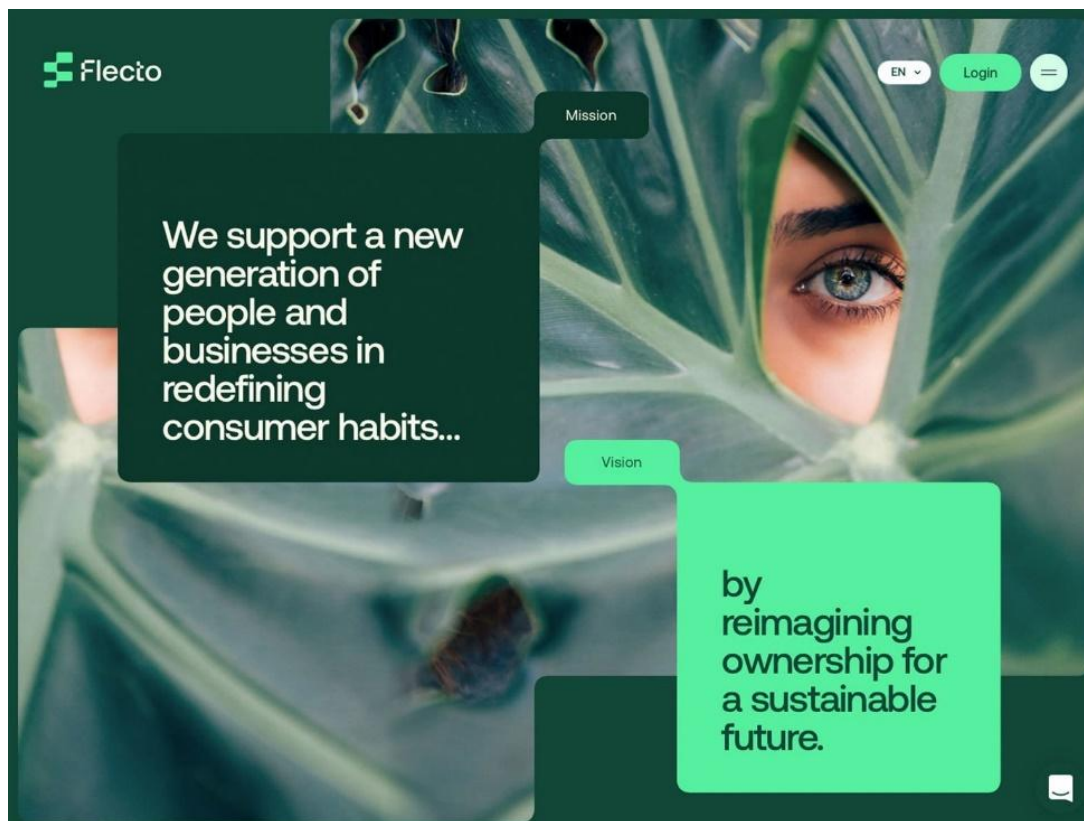 Flecto
EN
Login
Mission
We support a new
generation of
people and
businesses in
redefining
consumer habits...
Vision
by
reimagining
ownership for
a sustainable
future.